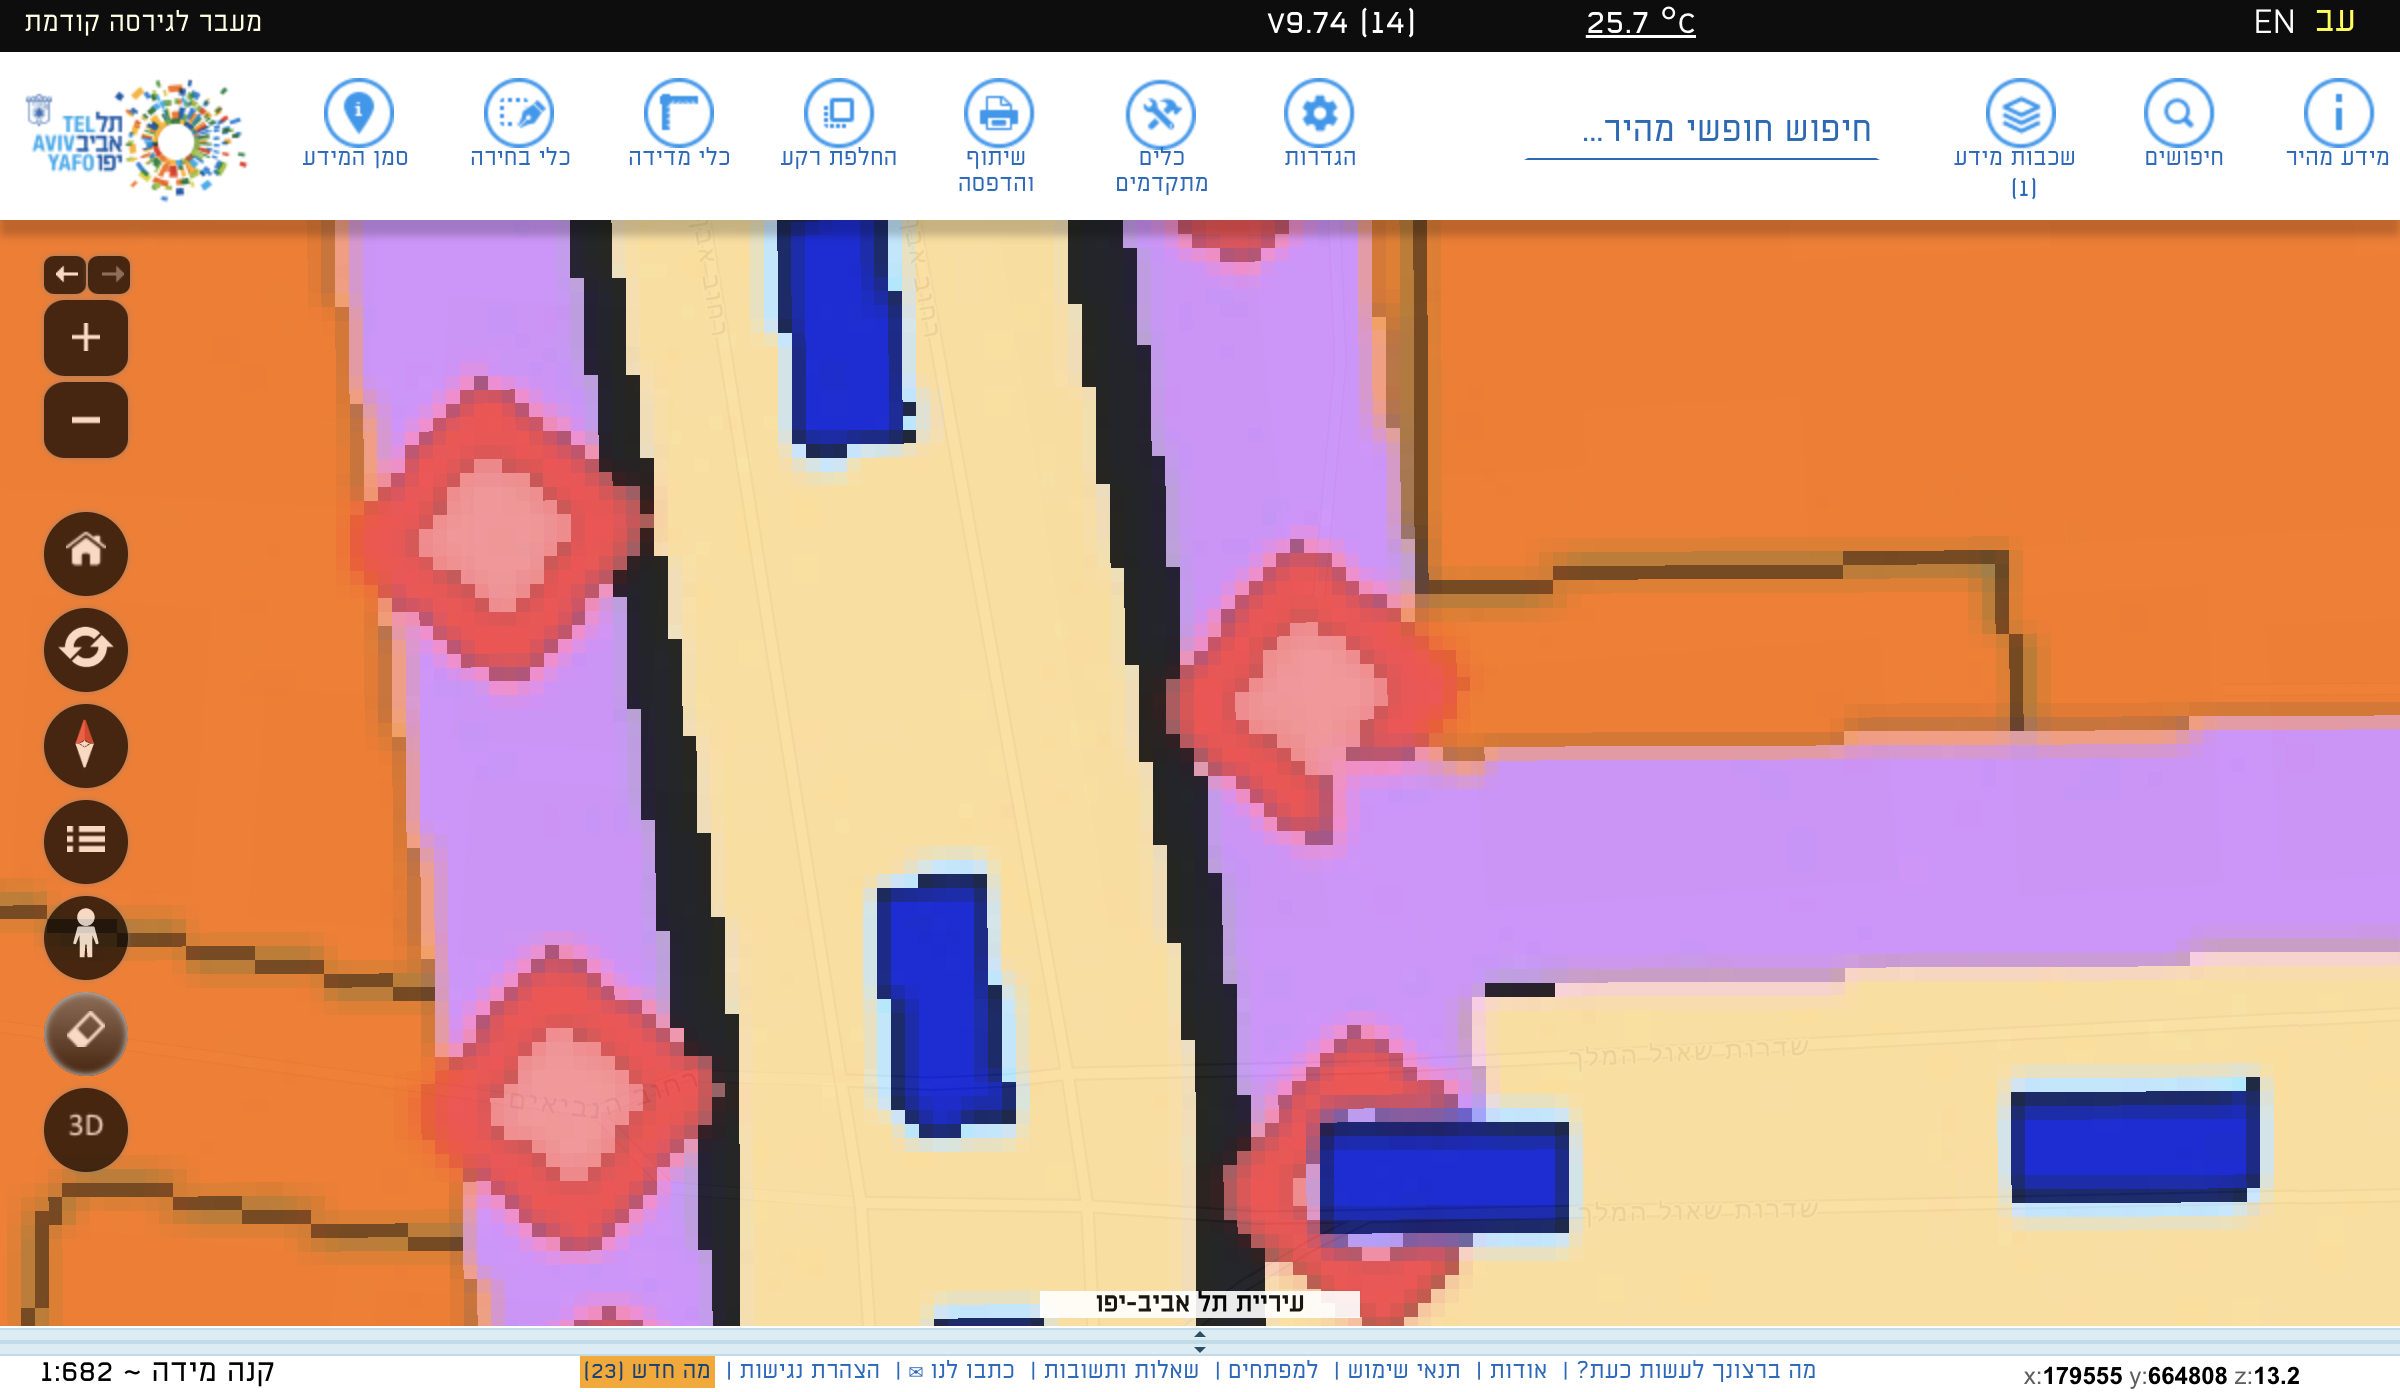 עב EN
25.7 °C
V9.74 (14)
מעבר לגירסה קודמת
מידע מהיר
חיפושים
שכבות מידע
(1)
חיפוש חופשי מהיר...
הגדרות
כלים
מתקדמים
שיתוף
והדפסה
החלפת רקע
כלי מדידה
כלי בחירה
סמן המידע
תל TEL
אביב AVIV
יפו YAFO
רחוב אבן
רחוב אבן
שדרות שאול המלך
רחוב הנביאים
שדרות שאול המלך
3D
עיריית תל אביב-יפו
x:179555 y:664808 z:13.2
מה ברצונך לעשות כעת? | אודות | תנאי שימוש | למפתחים | שאלות ותשובות | כתבו לנו ✉ | הצהרת נגישות | מה חדש (23)
קנה מידה ~ 1:682